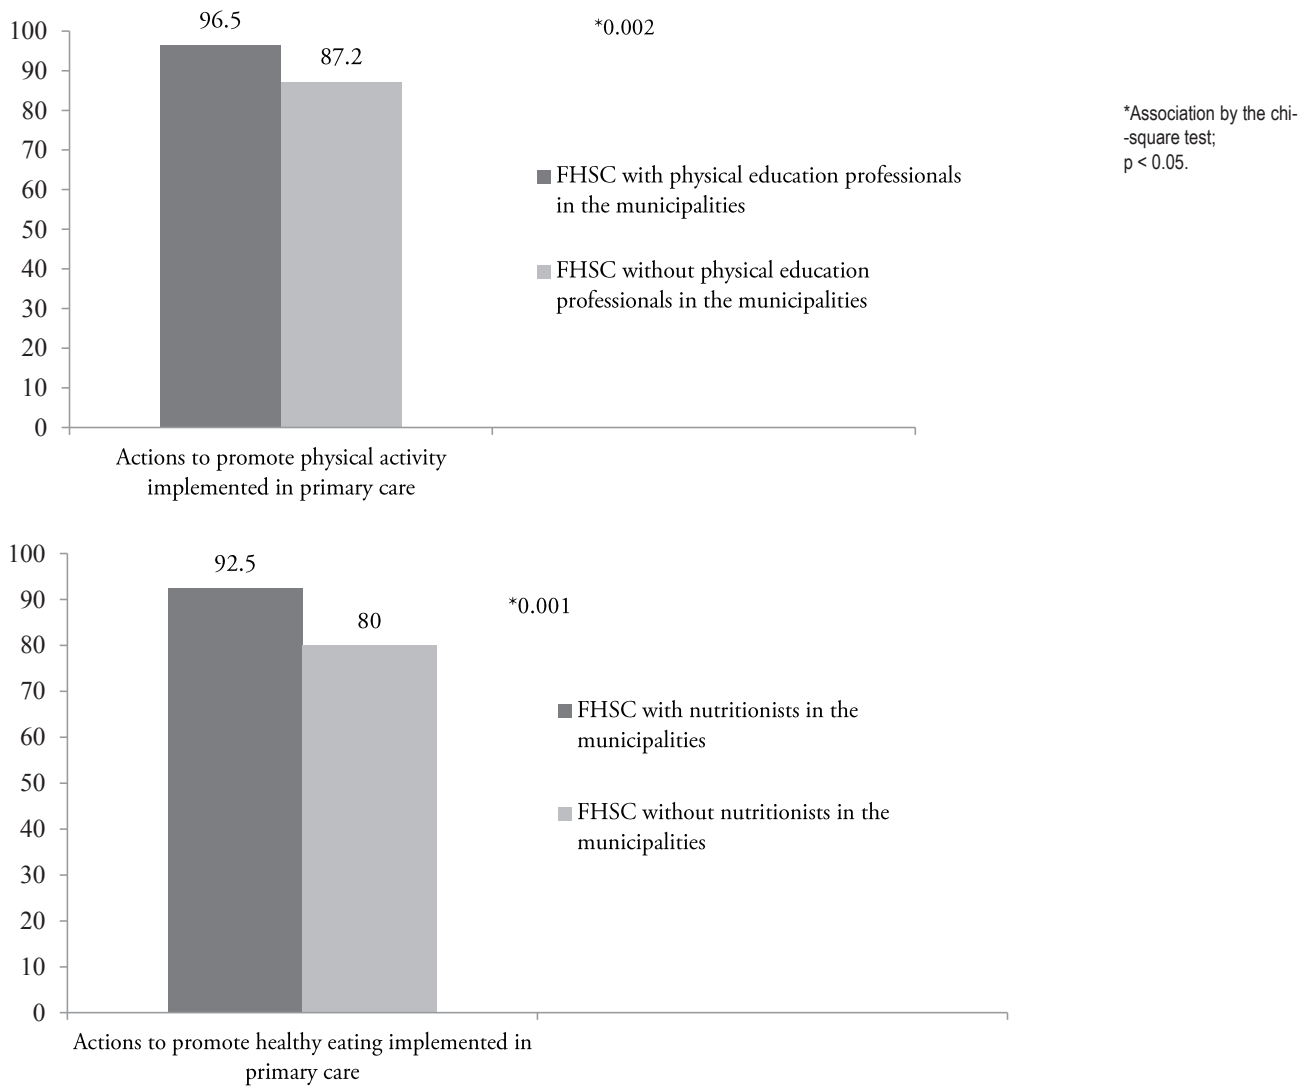 100
90
80
70
60
50
40
30
20
10
0
96.5
87.2
*0.002
FHSC with physical education professionals
in the municipalities
FHSC without physical education
professionals in the municipalities
Actions to promote physical activity
implemented in primary care
*Association by the chi-
-square test;
p < 0.05.
100
90
80
70
60
50
40
30
20
10
0
92.5
80
*0.001
FHSC with nutritionists in the
municipalities
FHSC without nutritionists in the
municipalities
Actions to promote healthy eating implemented in
primary care